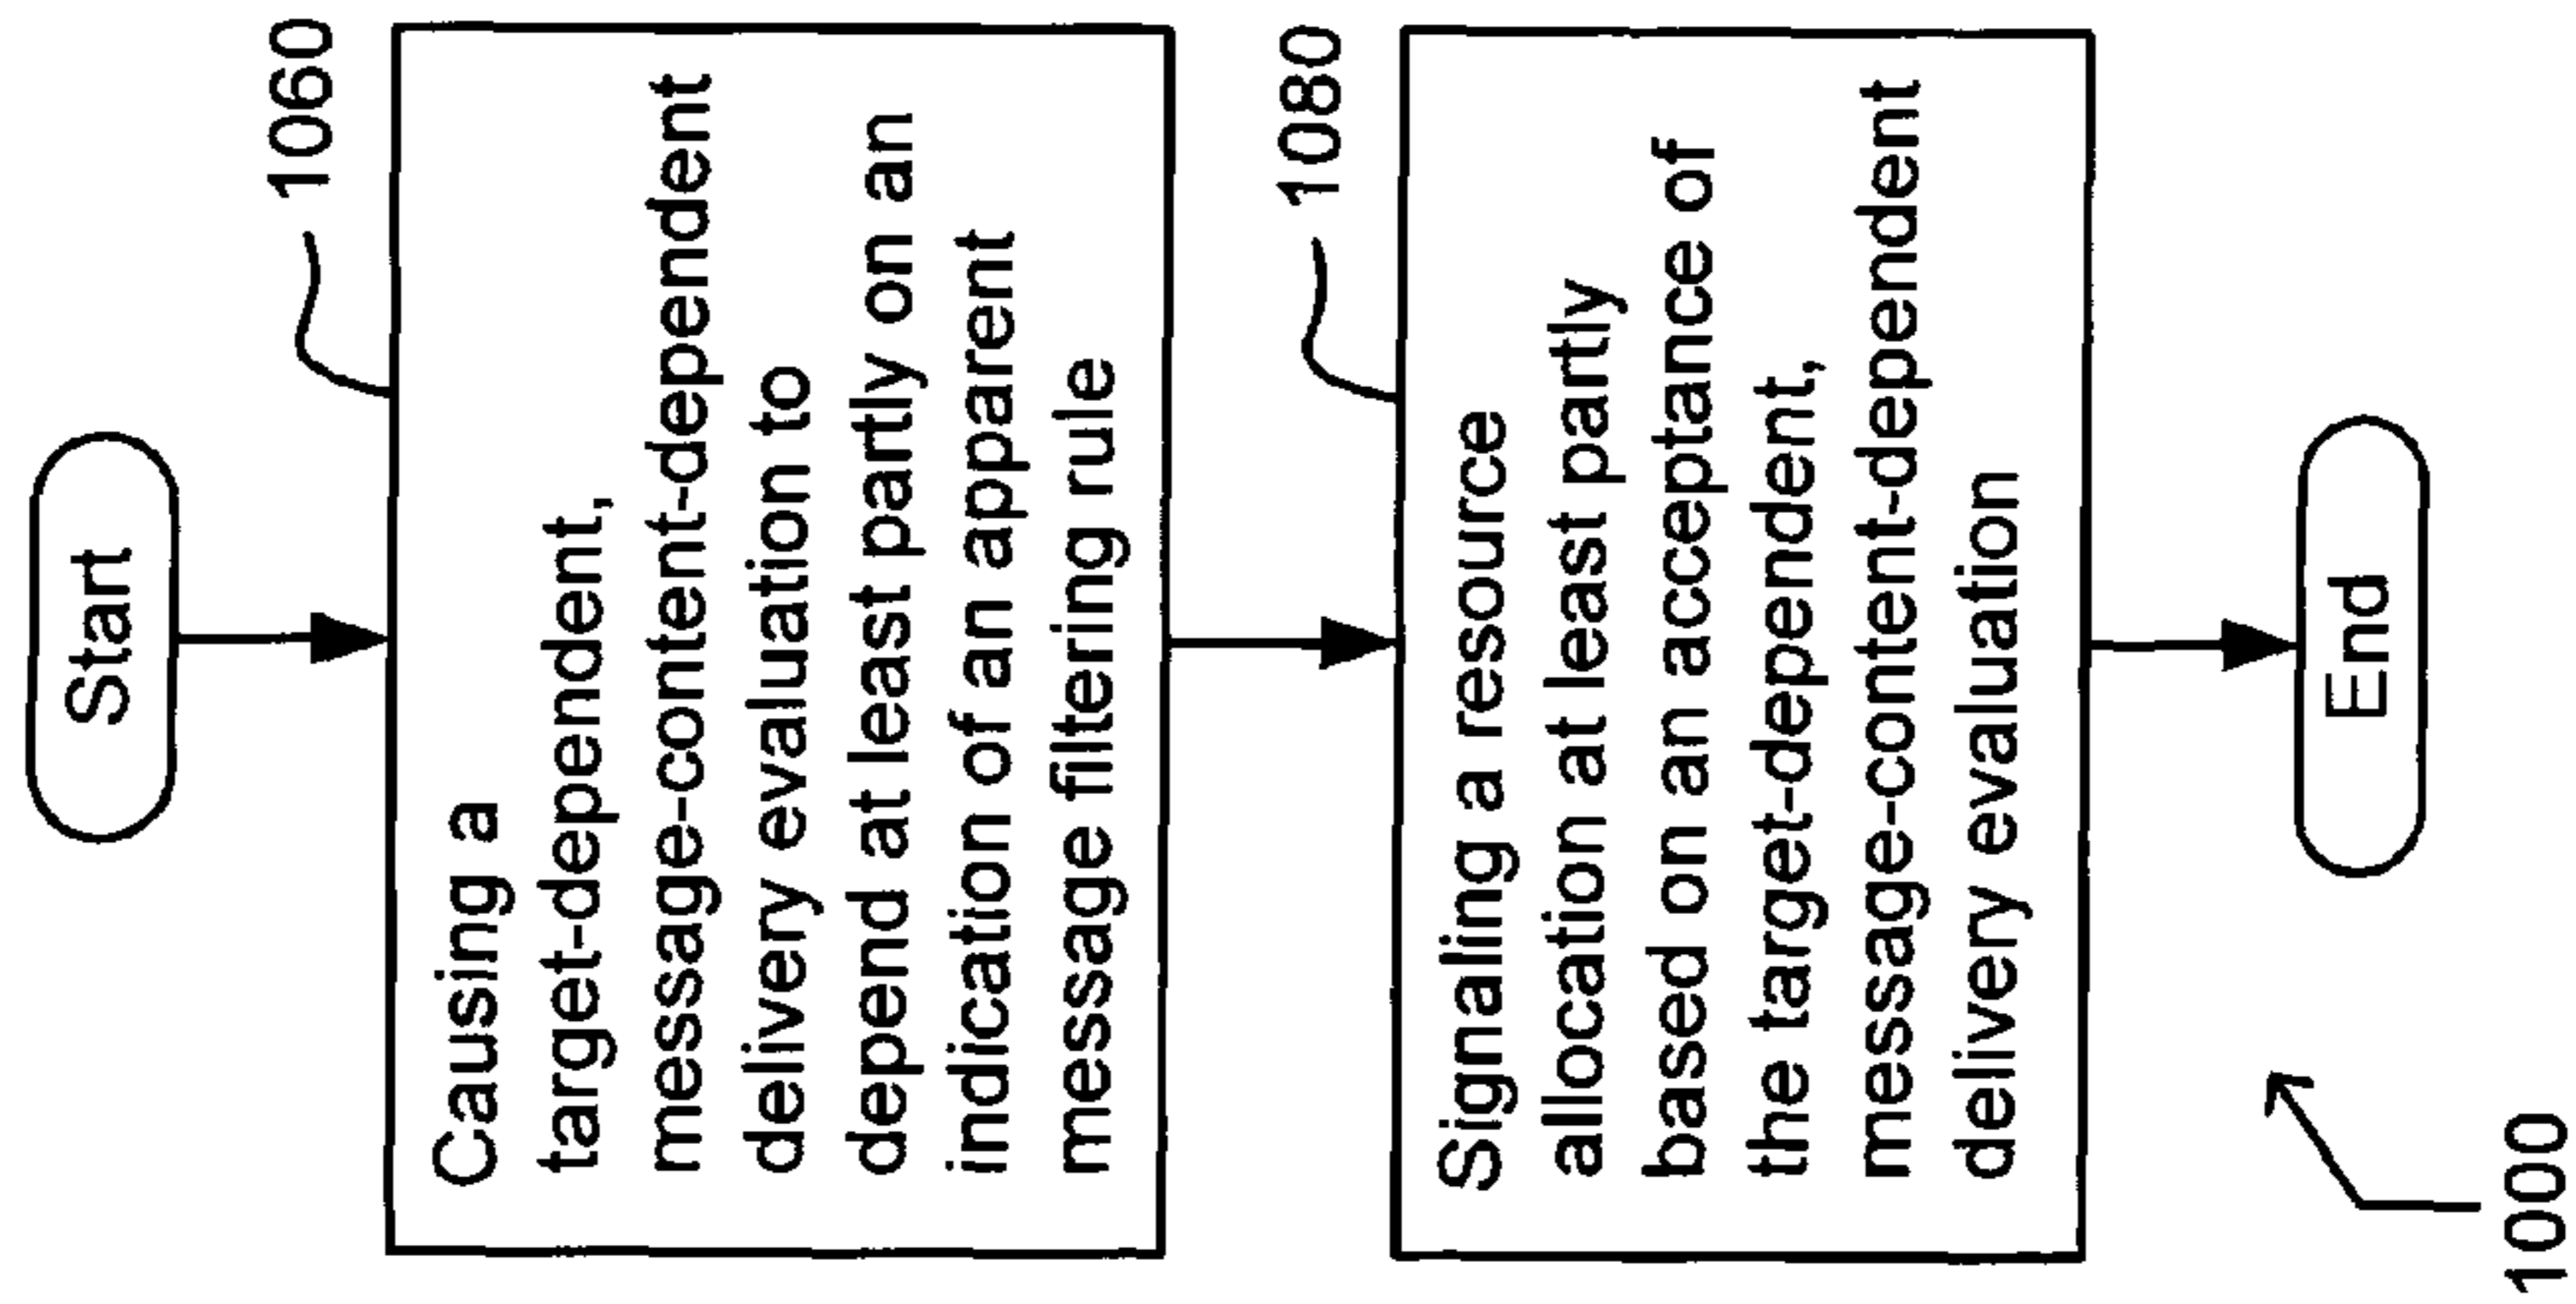 Start
1060
Causing a
target-dependent,
message-content-dependent
delivery evaluation to
depend at least partly on an
indication of an apparent
message filtering rule
1080
Signaling a resource
allocation at least partly
based on an acceptance of
the target-dependent,
message-content-dependent
delivery evaluation
End
1000